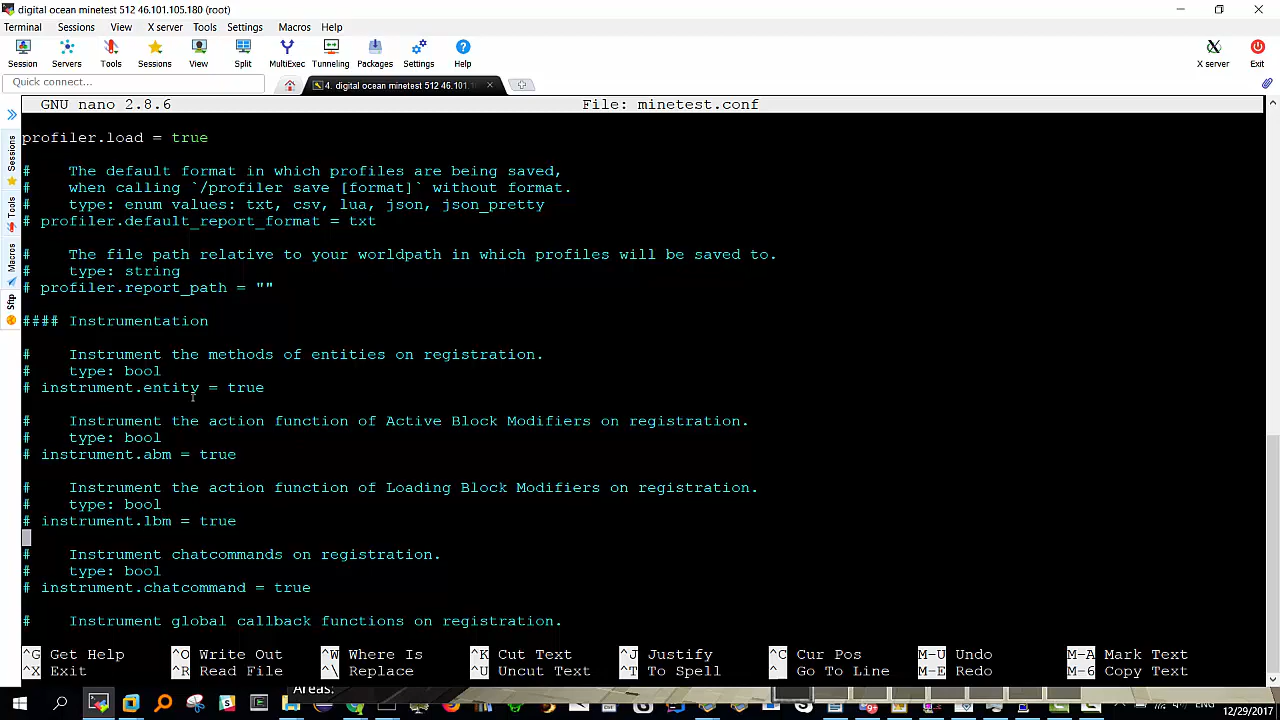 digital ocean minetest 512 46.101.105.180 (root)
Terminal Sessions View X server Tools Settings Macros Help
Session Servers Tools Sessions View Split MultiExec Tunneling Packages Settings Help X server Exit
Quick connect...
4. digital ocean minetest 512 46.101.1
GNU nano 2.8.6 File: minetest.conf
profiler.load = true
# The default format in which profiles are being saved,
# when calling `/profiler save [format]` without format.
# type: enum values: txt, csv, lua, json, json_pretty
# profiler.default_report_format = txt
# The file path relative to your worldpath in which profiles will be saved to.
# type: string
# profiler.report_path = ""
#### Instrumentation
# Instrument the methods of entities on registration.
# type: bool
# instrument.entity = true
# Instrument the action function of Active Block Modifiers on registration.
# type: bool
# instrument.abm = true
# Instrument the action function of Loading Block Modifiers on registration.
# type: bool
# instrument.lbm = true
# Instrument chatcommands on registration.
# type: bool
# instrument.chatcommand = true
# Instrument global callback functions on registration.
^G Get Help ^O Write Out ^W Where Is ^K Cut Text ^J Justify ^C Cur Pos M-U Undo M-A Mark Text
^X Exit ^R Read File ^\ Replace ^U Uncut Text ^T To Spell ^ Go To Line M-E Redo M-6 Copy Text
Sessions
Tools
Macros
Sftp
Areas:
ENG
12/29/2017